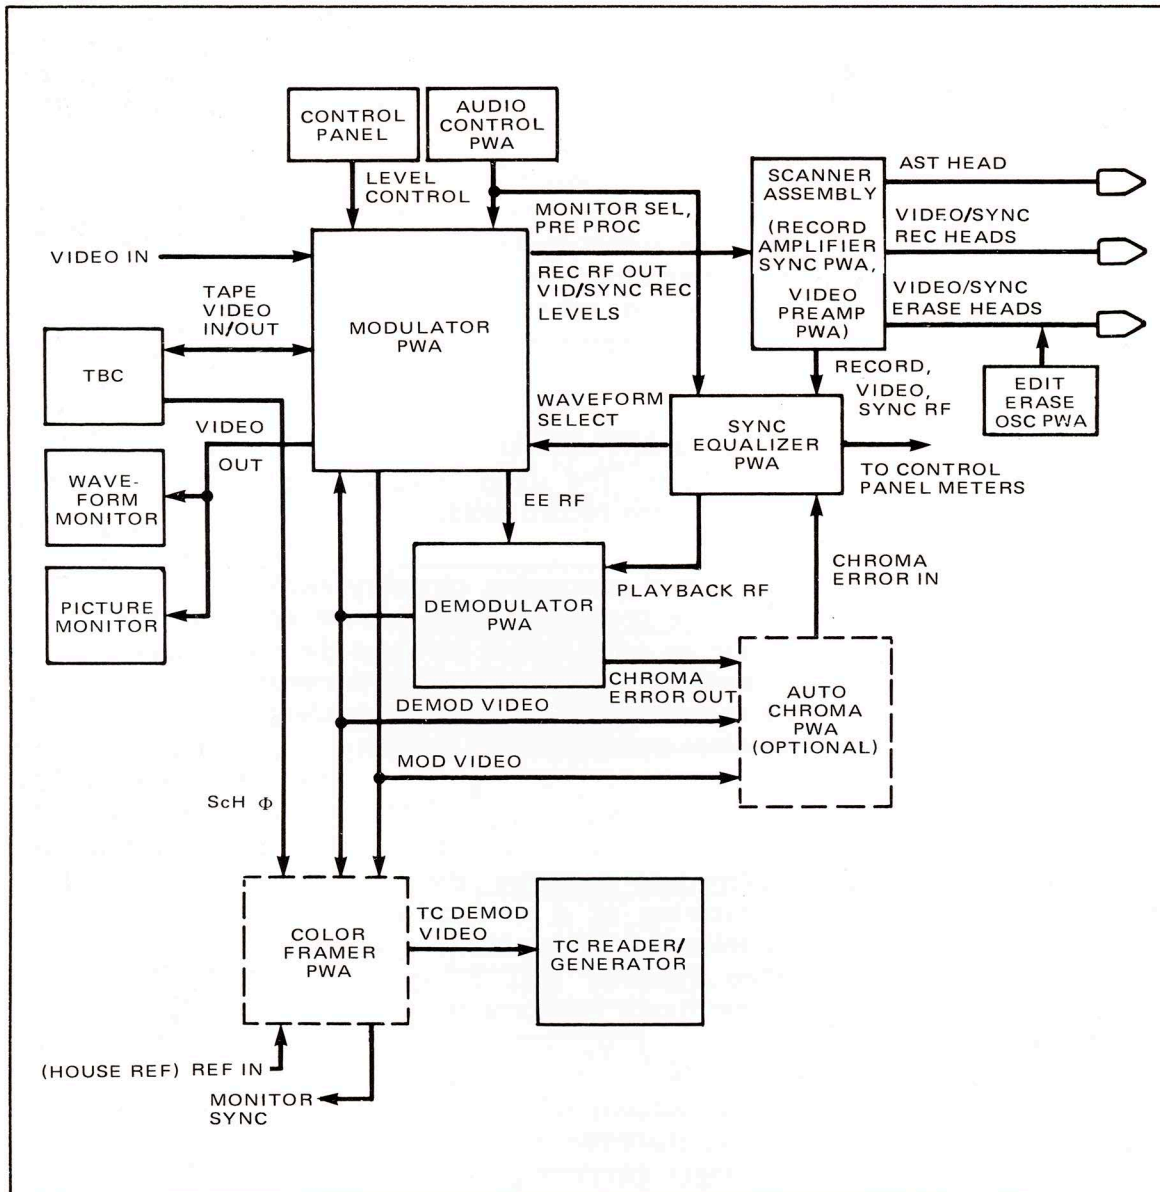 CONTROL
PANEL
AUDIO
CONTROL
PWA
LEVEL
CONTROL
MONITOR SEL,
PRE PROC
SCANNER
ASSEMBLY
(RECORD
AMPLIFIER
SYNC PWA,
VIDEO
PREAMP
PWA)
AST HEAD
VIDEO/SYNC
REC HEADS
VIDEO/SYNC
ERASE HEADS
VIDEO IN
TAPE
VIDEO
IN/OUT
MODULATOR
PWA
REC RF OUT
VID/SYNC REC
LEVELS
TBC
RECORD,
VIDEO,
SYNC RF
EDIT
ERASE
OSC PWA
VIDEO
OUT
WAVEFORM
SELECT
SYNC
EQUALIZER
PWA
TO CONTROL
PANEL METERS
WAVE-
FORM
MONITOR
EE RF
PICTURE
MONITOR
DEMODULATOR
PWA
PLAYBACK RF
CHROMA
ERROR IN
CHROMA
ERROR OUT
AUTO
CHROMA
PWA
(OPTIONAL)
DEMOD VIDEO
MOD VIDEO
ScH Φ
COLOR
FRAMER
PWA
TC DEMOD
VIDEO
TC READER/
GENERATOR
(HOUSE REF) REF IN
MONITOR
SYNC